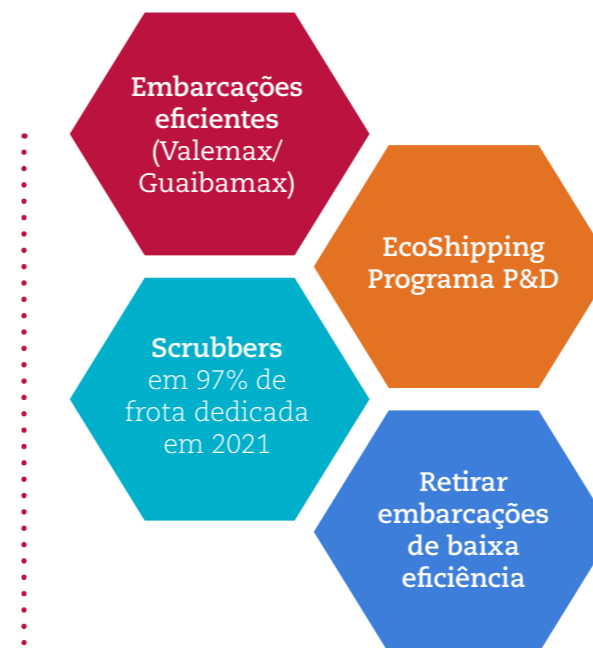 Embarcações
eficientes
(Valemax/
Guaibamax)
EcoShipping
Programa P&D
Scrubbers
em 97% de
frota dedicada
em 2021
Retirar
embarcações
de baixa
eficiência